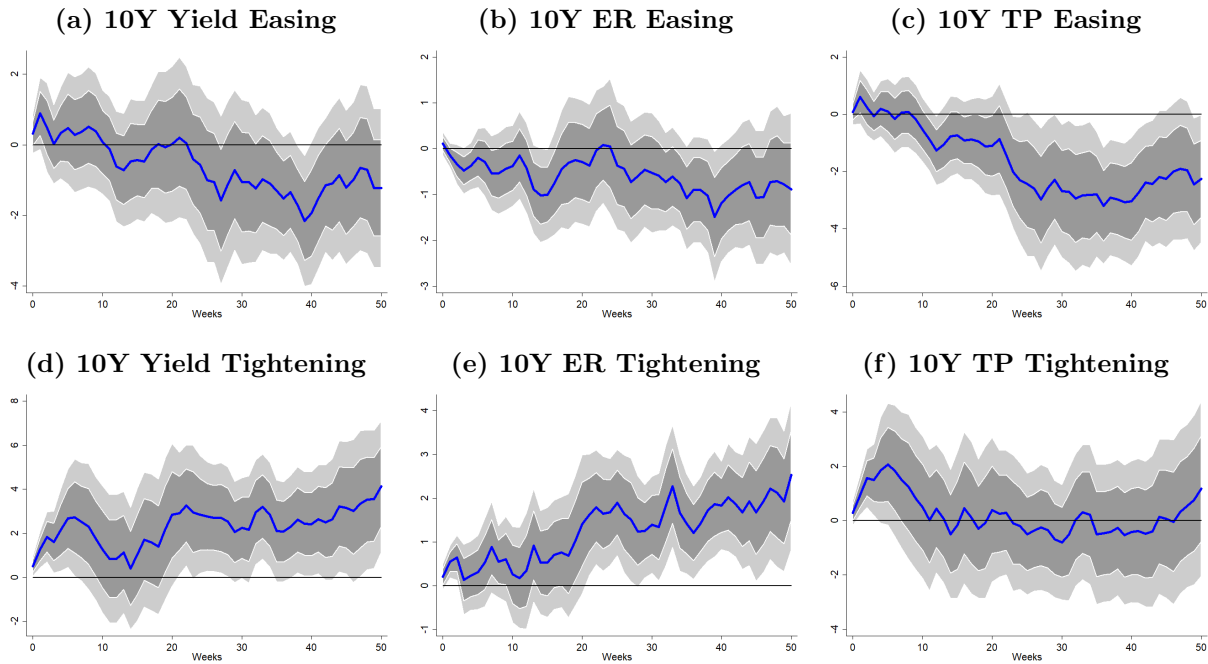 (a) 10Y Yield Easing
(b) 10Y ER Easing
(c) 10Y TP Easing
2
0
-2
-4
0 10 20 30 40 50
Weeks
2
1
0
-1
-2
-3
0 10 20 30 40 50
Weeks
2
0
-2
-4
-6
0 10 20 30 40 50
Weeks
(d) 10Y Yield Tightening
(e) 10Y ER Tightening
(f) 10Y TP Tightening
8
6
4
2
0
-2
0 10 20 30 40 50
Weeks
4
3
2
1
0
-1
0 10 20 30 40 50
Weeks
4
2
0
-2
-4
0 10 20 30 40 50
Weeks